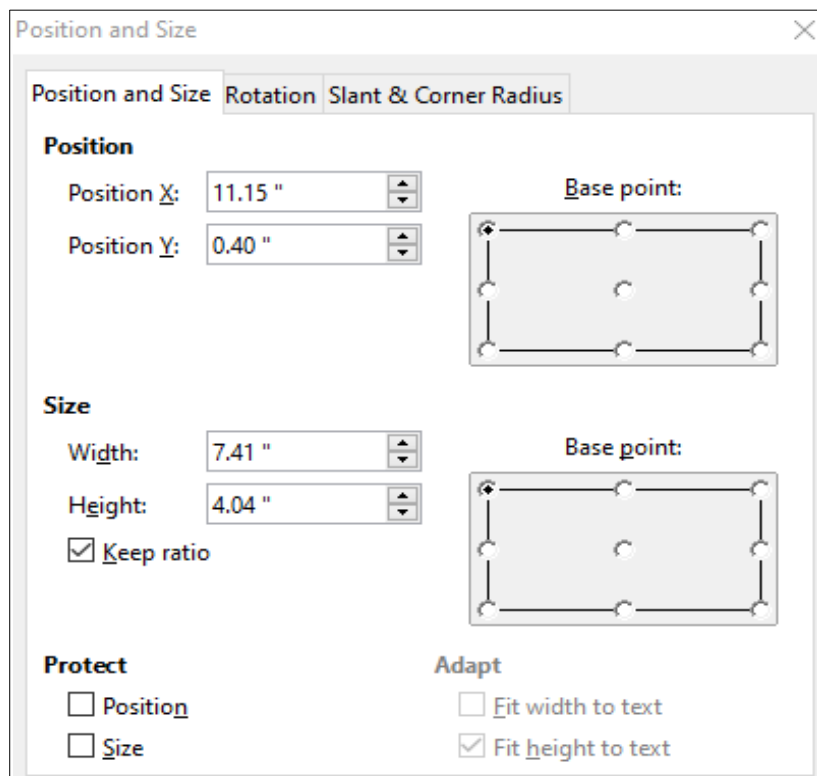 Position and Size
Position and Size Rotation Slant & Corner Radius
Position
Position X: 11.15 "
Base point:
Position Y: 0.40 "
Size
Width: 7.41 "
Base point:
Height: 4.04 "
Keep ratio
Protect Adapt
Position Fit width to text
Size Fit height to text